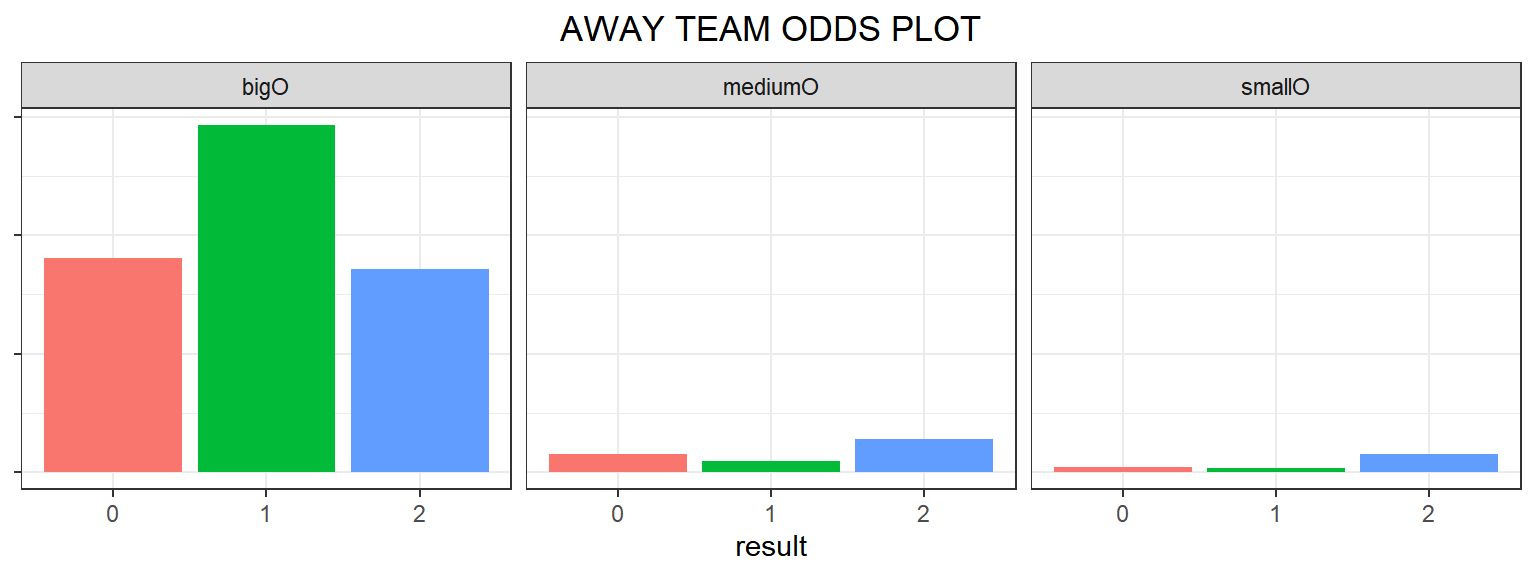 AWAY TEAM ODDS PLOT
bigO mediumO smallO
0 1 2 0 1 2 0 1 2
result